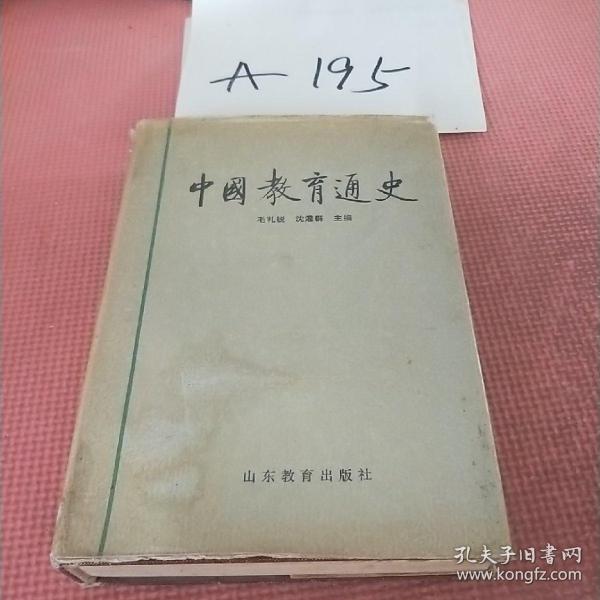 A 195
中國教育通史
毛礼锐 沈灌群 主编
山东教育出版社
孔夫子旧书网
www.kongfz.com